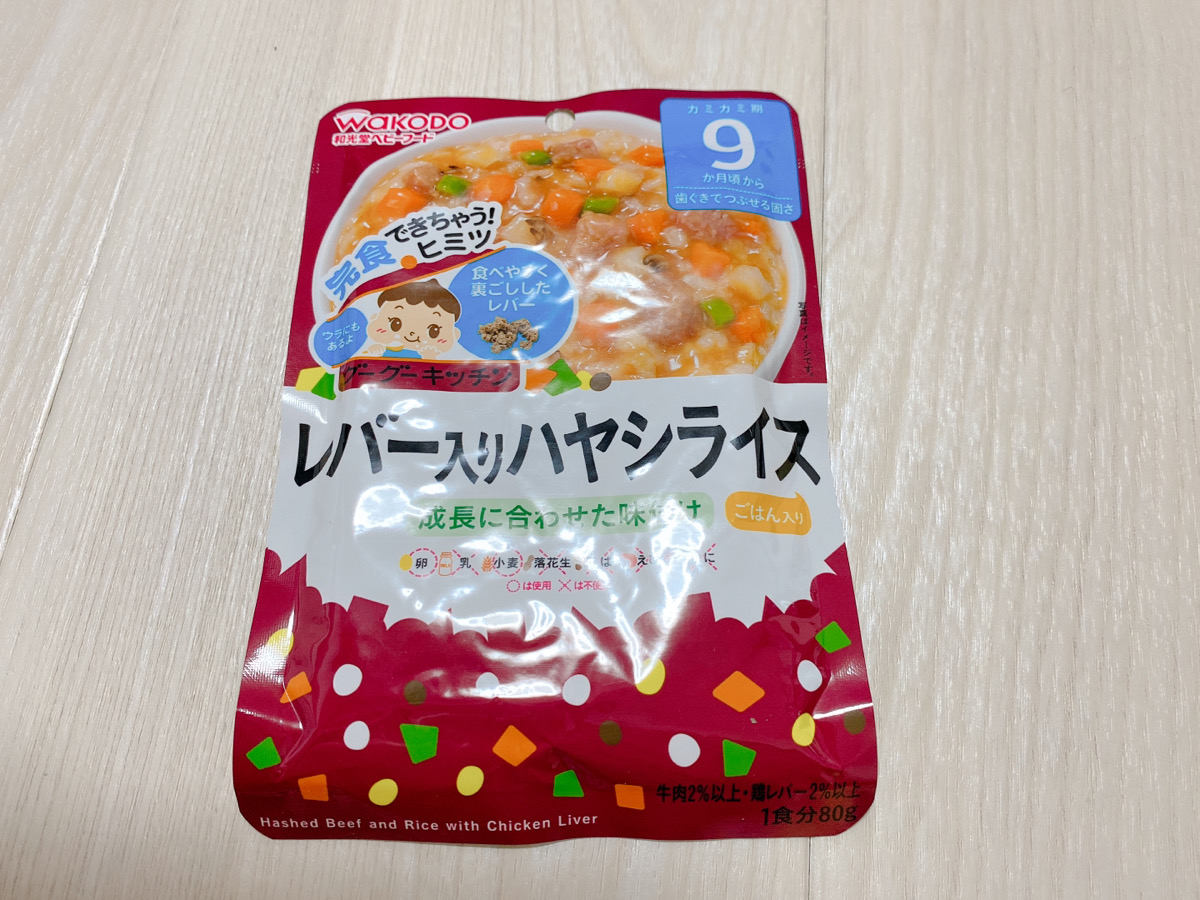 WaKODO
和光堂ベビーフード
カミカミ期
9
か月頃から
歯ぐきでつぶせる固さ
完食できちゃう!
ヒミツ
食べやすく
裏ごしした
レバー
ウラにも
あるよ
グーグーキッチン
写真はイメージです。
レバー入りハヤシライス
成長に合わせた味付け
ごはん入り
卵 乳 小麦 落花生
は使用 は不使
牛肉2%以上・鶏レバー2%以上
1食分80g
Hashed Beef and Rice with Chicken Liver